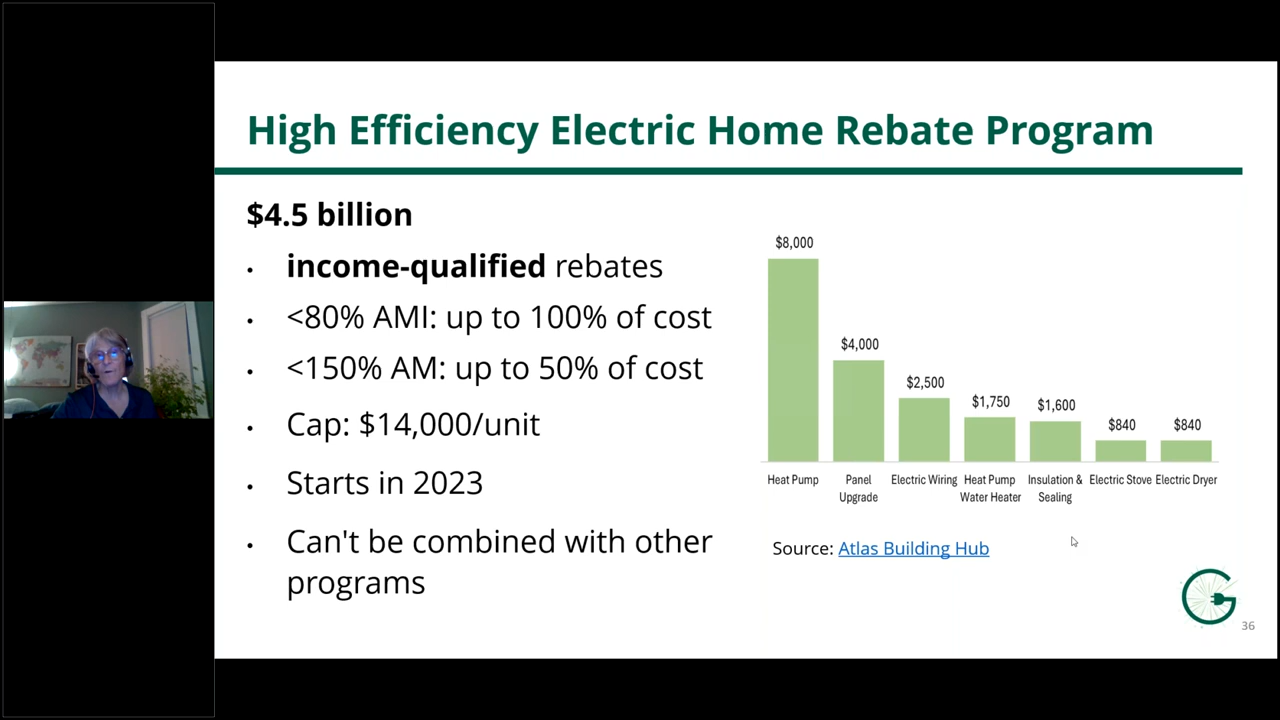 High Efficiency Electric Home Rebate Program
$4.5 billion
• income-qualified rebates
• <80% AMI: up to 100% of cost
• <150% AM: up to 50% of cost
• Cap: $14,000/unit
• Starts in 2023
• Can't be combined with other
programs
$8,000
$4,000
$2,500
$1,750
$1,600
$840
$840
Heat Pump
Panel
Upgrade
Electric Wiring
Heat Pump
Water Heater
Insulation &
Sealing
Electric Stove
Electric Dryer
Source: Atlas Building Hub
G
36